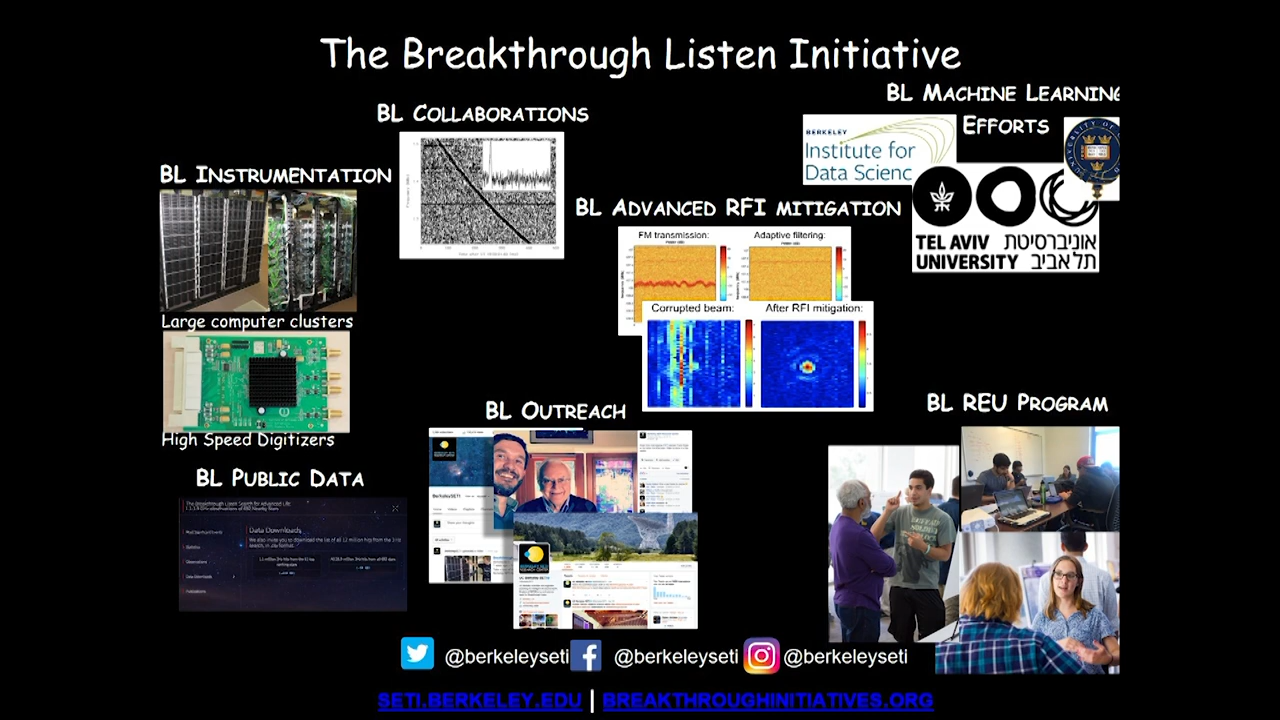 The Breakthrough Listen Initiative
BL MACHINE LEARNING
EFFORTS
BL COLLABORATIONS
BERKELEY
Institute for
Data Scienc
BL INSTRUMENTATION
BL ADVANCED RFI MITIGATION
FM transmission:
Adaptive filtering:
TEL AVIV אוניברסיטת
UNIVERSITY תל אביב
Corrupted beam:
After RFI mitigation:
Large computer clusters
High Speed Digitizers
BL OUTREACH
BL REU PROGRAM
BL PUBLIC DATA
Data Downloads
BerkeleySETI
@berkeleyseti
@berkeleyseti
@berkeleyseti
SETI.BERKELEY.EDU | BREAKTHROUGHINITIATIVES.ORG